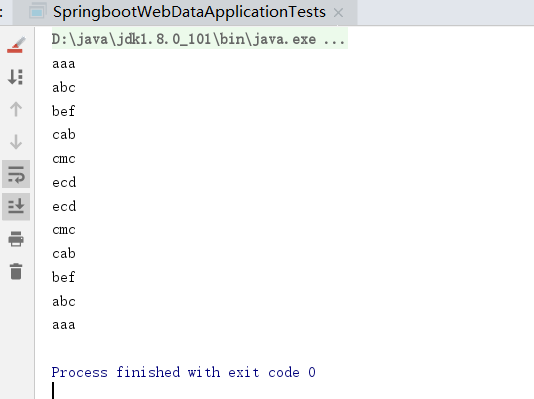 : SpringbootWebDataApplicationTests ×
D:\java\jdk1.8.0_101\bin\java.exe ...
aaa
abc
bef
cab
cmc
ecd
ecd
cmc
cab
bef
abc
aaa
Process finished with exit code 0